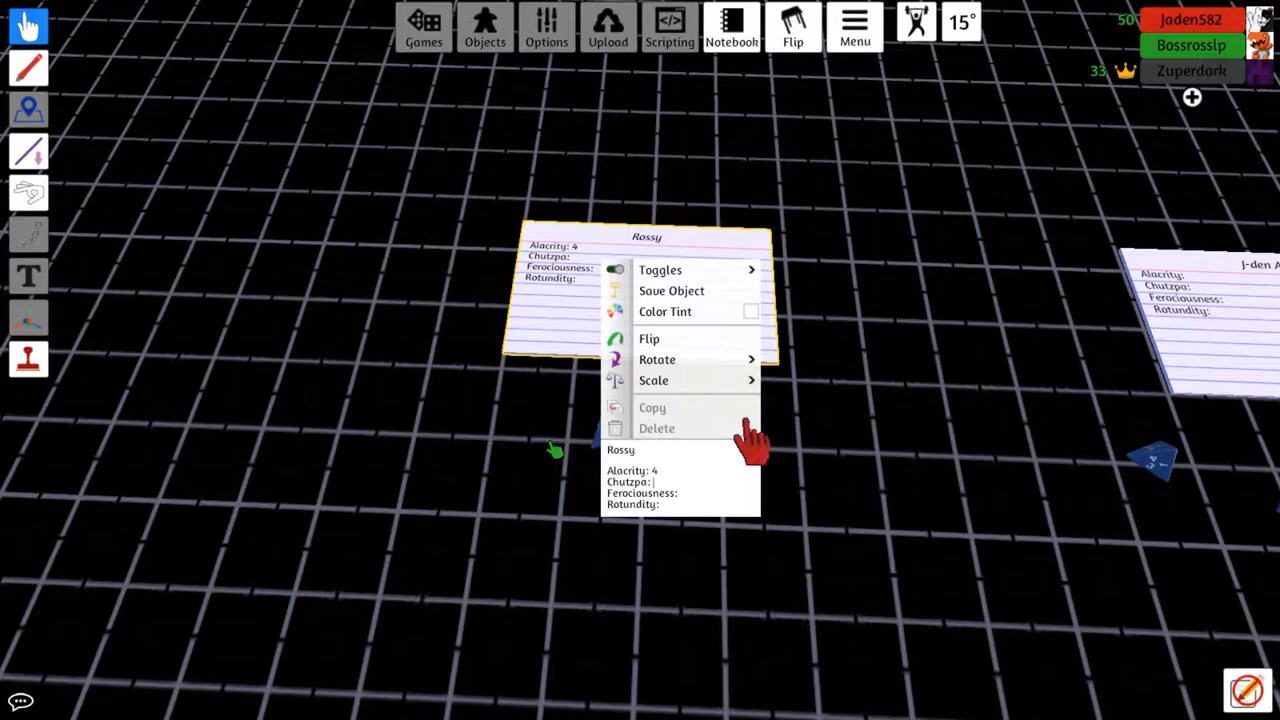 Games
Objects
Options
Upload
Scripting
Notebook
Flip
Menu
15°
50 Jaden582
Bossrosslp
33 Zuperdork
Rossy
Alacrity: 4
Chutzpa:
Ferociousness:
Rotundity:
J-den A
Alacrity:
Chutzpa:
Ferociousness:
Rotundity:
Toggles
Save Object
Color Tint
Flip
Rotate
Scale
Copy
Delete
Rossy
Alacrity: 4
Chutzpa:
Ferociousness:
Rotundity: